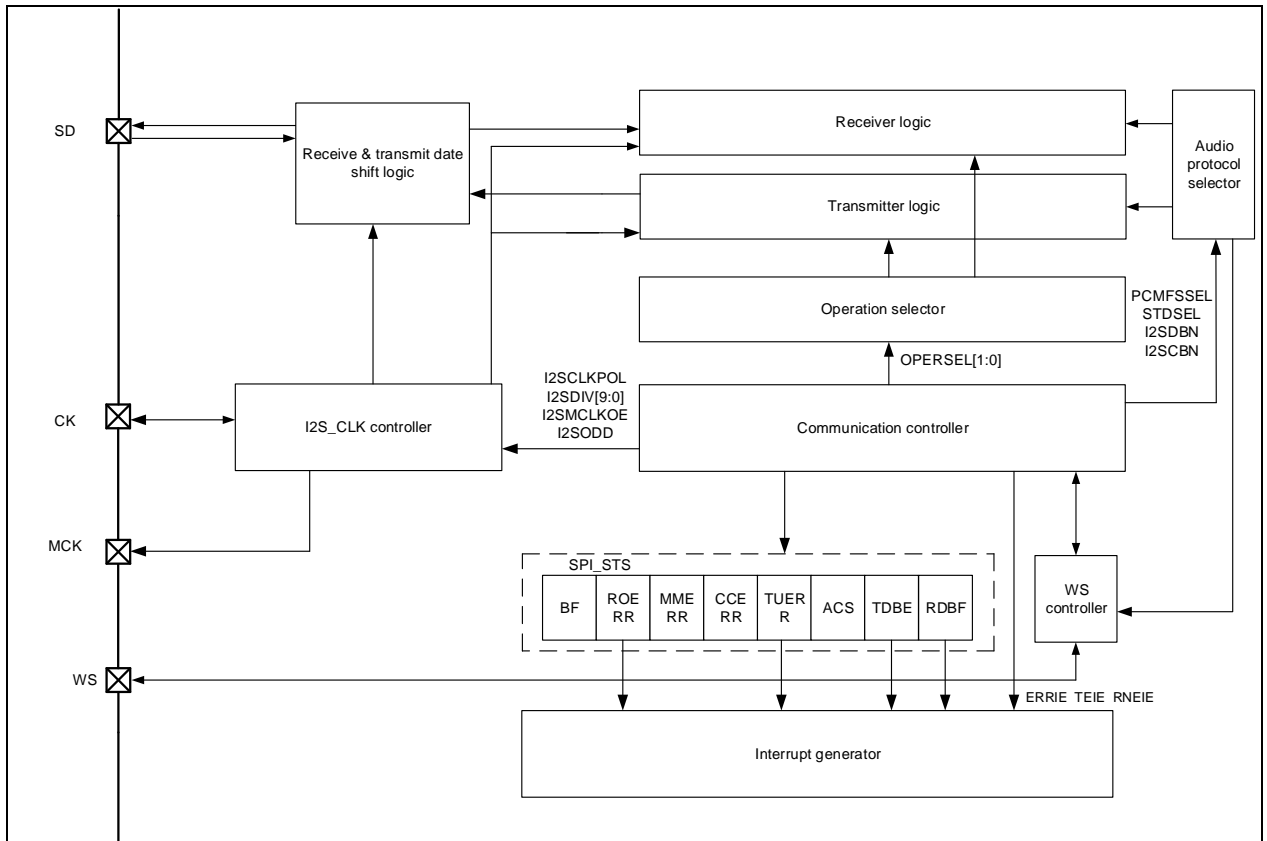 SD
Receive & transmit date
shift logic
Receiver logic
Audio
protocol
selector
Transmitter logic
Operation selector
PCMFSSEL
STDSEL
I2SDBN
I2SCBN
OPERSEL[1:0]
I2SCLKPOL
I2SDIV[9:0]
I2SMCLKOE
I2SODD
CK
I2S_CLK controller
Communication controller
MCK
SPI_STS
BF
ROE
RR
MME
RR
CCE
RR
TUER
R
ACS
TDBE
RDBF
WS
controller
WS
ERRIE TEIE RNEIE
Interrupt generator